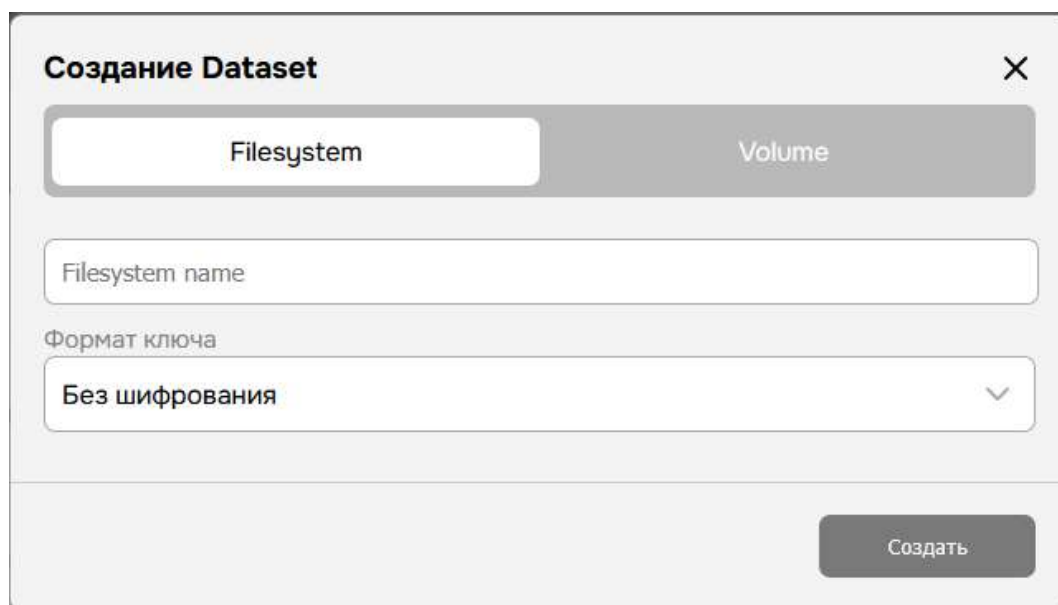 Создание Dataset
Filesystem
Volume
Filesystem name
Формат ключа
Без шифрования
Создать